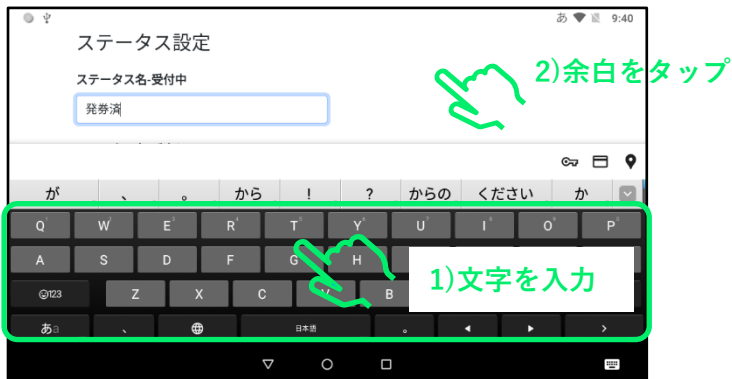 あ 9:40
ステータス設定
2)余白をタップ
ステータス名-受付中
発券済
が 、 。 から ! ? からの ください か
Q W E R T Y U I O P
A S D F G H
1)文字を入力
☺123 Z X C V B
あa 、 日本語 。